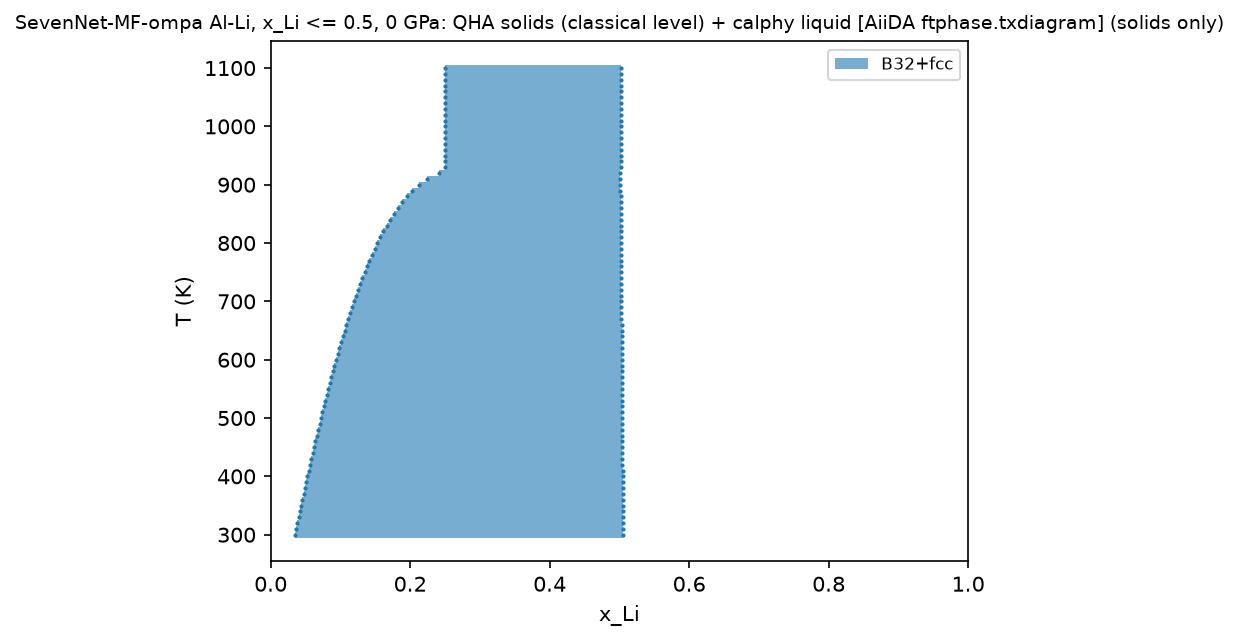 SevenNet-MF-ompa Al-Li, x_Li <= 0.5, 0 GPa: QHA solids (classical level) + calphy liquid [AiiDA ftphase.txdiagram] (solids only)
B32+fcc
1100
1000
900
800
700
600
500
400
300
T (K)
0.0 0.2 0.4 0.6 0.8 1.0
x_Li